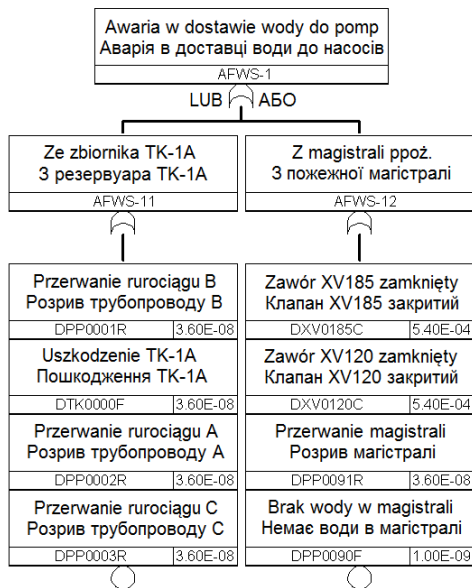 Awaria w dostawie wody do pomp
Аварія в доставці води до насосів
AFWS-1
LUB АБО
Ze zbiornika TK-1A
З резервуара TK-1A
AFWS-11
Z magistrali ppoż.
З пожежної магістралі
AFWS-12
Przerwanie rurociągu B
Розрив трубопроводу B
DPP0001R 3.60E-08
Uszkodzenie TK-1A
Пошкодження TK-1A
DTK0000F 3.60E-08
Przerwanie rurociągu A
Розрив трубопроводу A
DPP0002R 3.60E-08
Przerwanie rurociągu C
Розрив трубопроводу C
DPP0003R 3.60E-08
Zawór XV185 zamknięty
Клапан XV185 закритий
DXV0185C 5.40E-04
Zawór XV120 zamknięty
Клапан XV120 закритий
DXV0120C 5.40E-04
Przerwanie magistrali
Розрив магістралі
DPP0091R 3.60E-08
Brak wody w magistrali
Немає води в магістралі
DPP0090F 1.00E-09